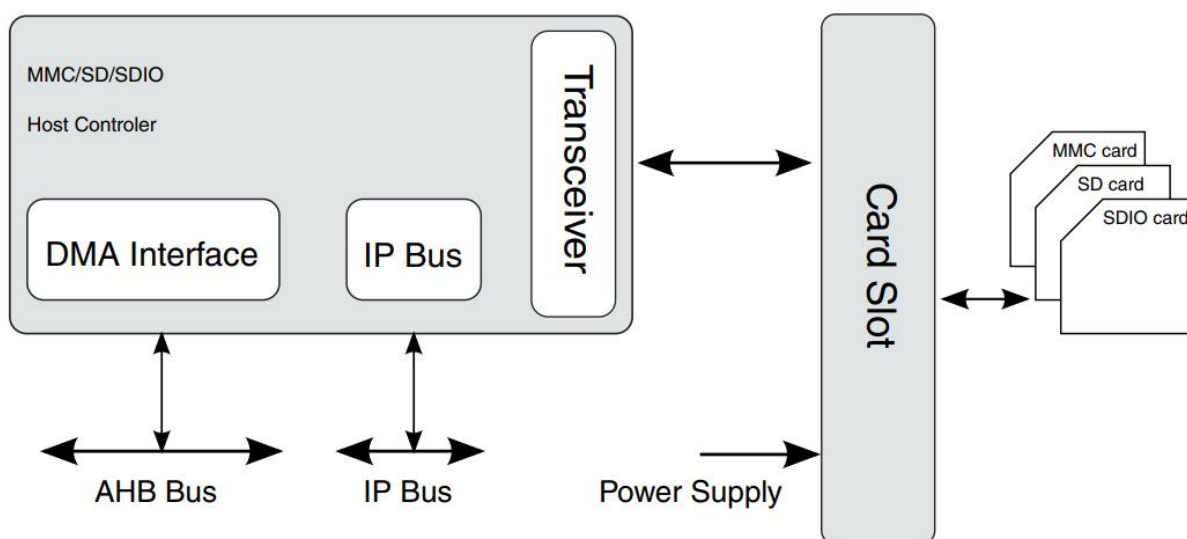 MMC/SD/SDIO
Host Controler
Transceiver
DMA Interface
IP Bus
Card Slot
MMC card
SD card
SDIO card
AHB Bus
IP Bus
Power Supply